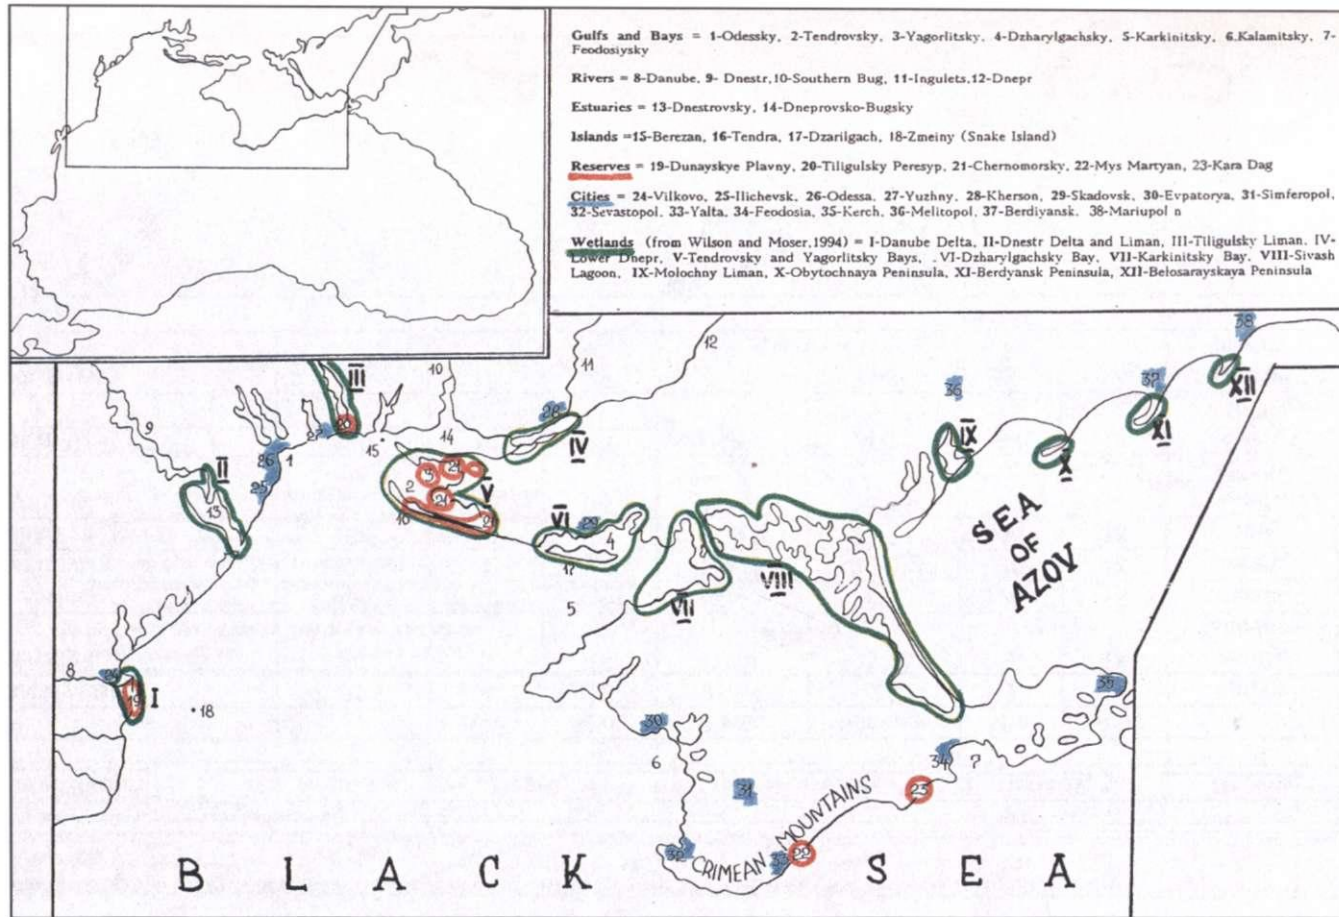 Gulfs and Bays = 1-Odessky, 2-Tendrovsky, 3-Yagorlitsky, 4-Dzharylgachsky, 5-Karkinitsky, 6.Kalamitsky, 7-
Feodosiysky
Rivers = 8-Danube, 9- Dnestr,10-Southern Bug, 11-Ingulets,12-Dnepr
Estuaries = 13-Dnestrovsky, 14-Dneprovsko-Bugsky
Islands =15-Berezan, 16-Tendra, 17-Dzarilgach, 18-Zmeiny (Snake Island)
Reserves = 19-Dunayskye Plavny, 20-Tiligulsky Peresyp, 21-Chernomorsky, 22-Mys Martyan, 23-Kara Dag
Cities = 24-Vilkovo, 25-Ilichevsk, 26-Odessa, 27-Yuzhny, 28-Kherson, 29-Skadovsk, 30-Evpatorya, 31-Simferopol,
32-Sevastopol, 33-Yalta, 34-Feodosia, 35-Kerch, 36-Melitopol, 37-Berdiyansk, 38-Mariupol n
Wetlands (from Wilson and Moser,1994) = I-Danube Delta, II-Dnestr Delta and Liman, III-Tiligulsky Liman, IV-
Lower Dnepr, V-Tendrovsky and Yagorlitsky Bays, .VI-Dzharylgachsky Bay, VII-Karkinitsky Bay, VIII-Sivash
Lagoon, IX-Molochny Liman, X-Obytochnaya Peninsula, XI-Berdyansk Peninsula, XII-Belosarayskaya Peninsula
38
12
III 10 11 XII
36 37
9 27 20 28
15 14 IV IX XI
II 26 1
3 21 X
25 2 V
13 16 21 VI 29 SEA
4 OF
17 VIII AZOV
5 VII
8
19 I 35
18
30
34 ?
6
31 23
CRIMEAN MOUNTAINS
32 33 22
BLACK SEA